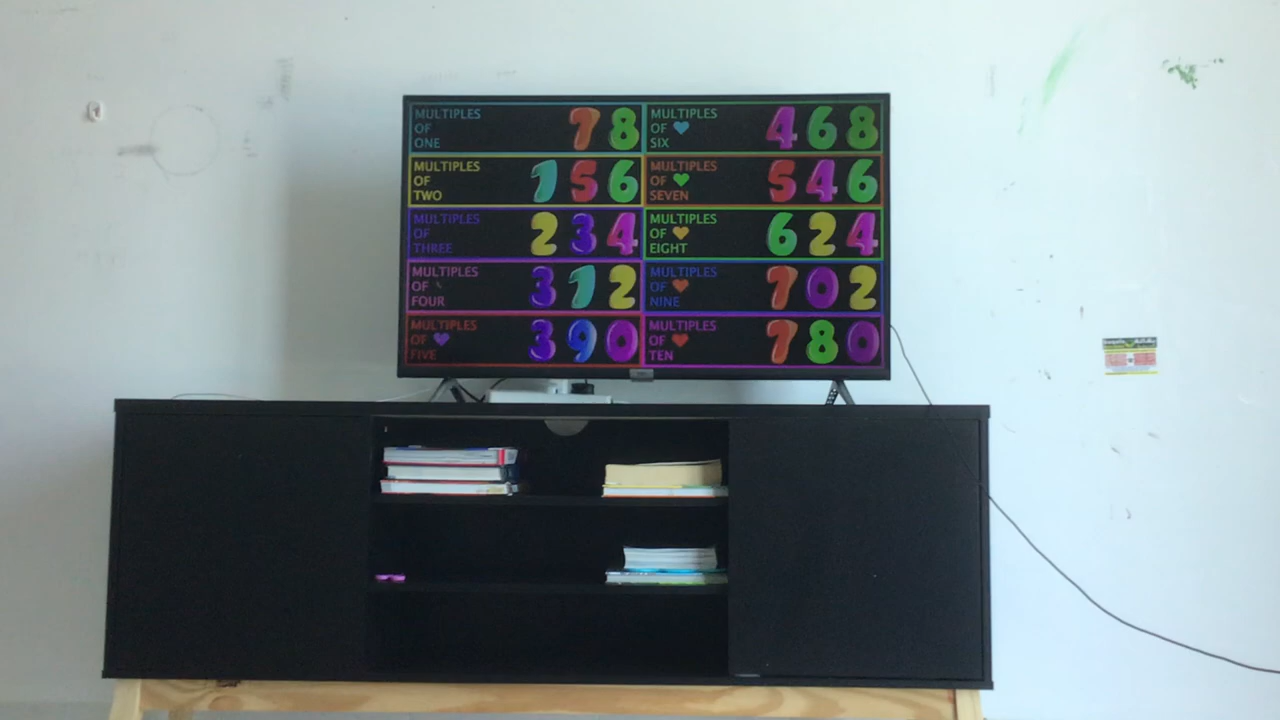 MULTIPLES
OF
ONE
78
MULTIPLES
OF
SIX
468
MULTIPLES
OF
TWO
156
MULTIPLES
OF
SEVEN
546
MULTIPLES
OF
THREE
234
MULTIPLES
OF
EIGHT
624
MULTIPLES
OF
FOUR
312
MULTIPLES
OF
NINE
702
MULTIPLES
OF
FIVE
390
MULTIPLES
OF
TEN
780